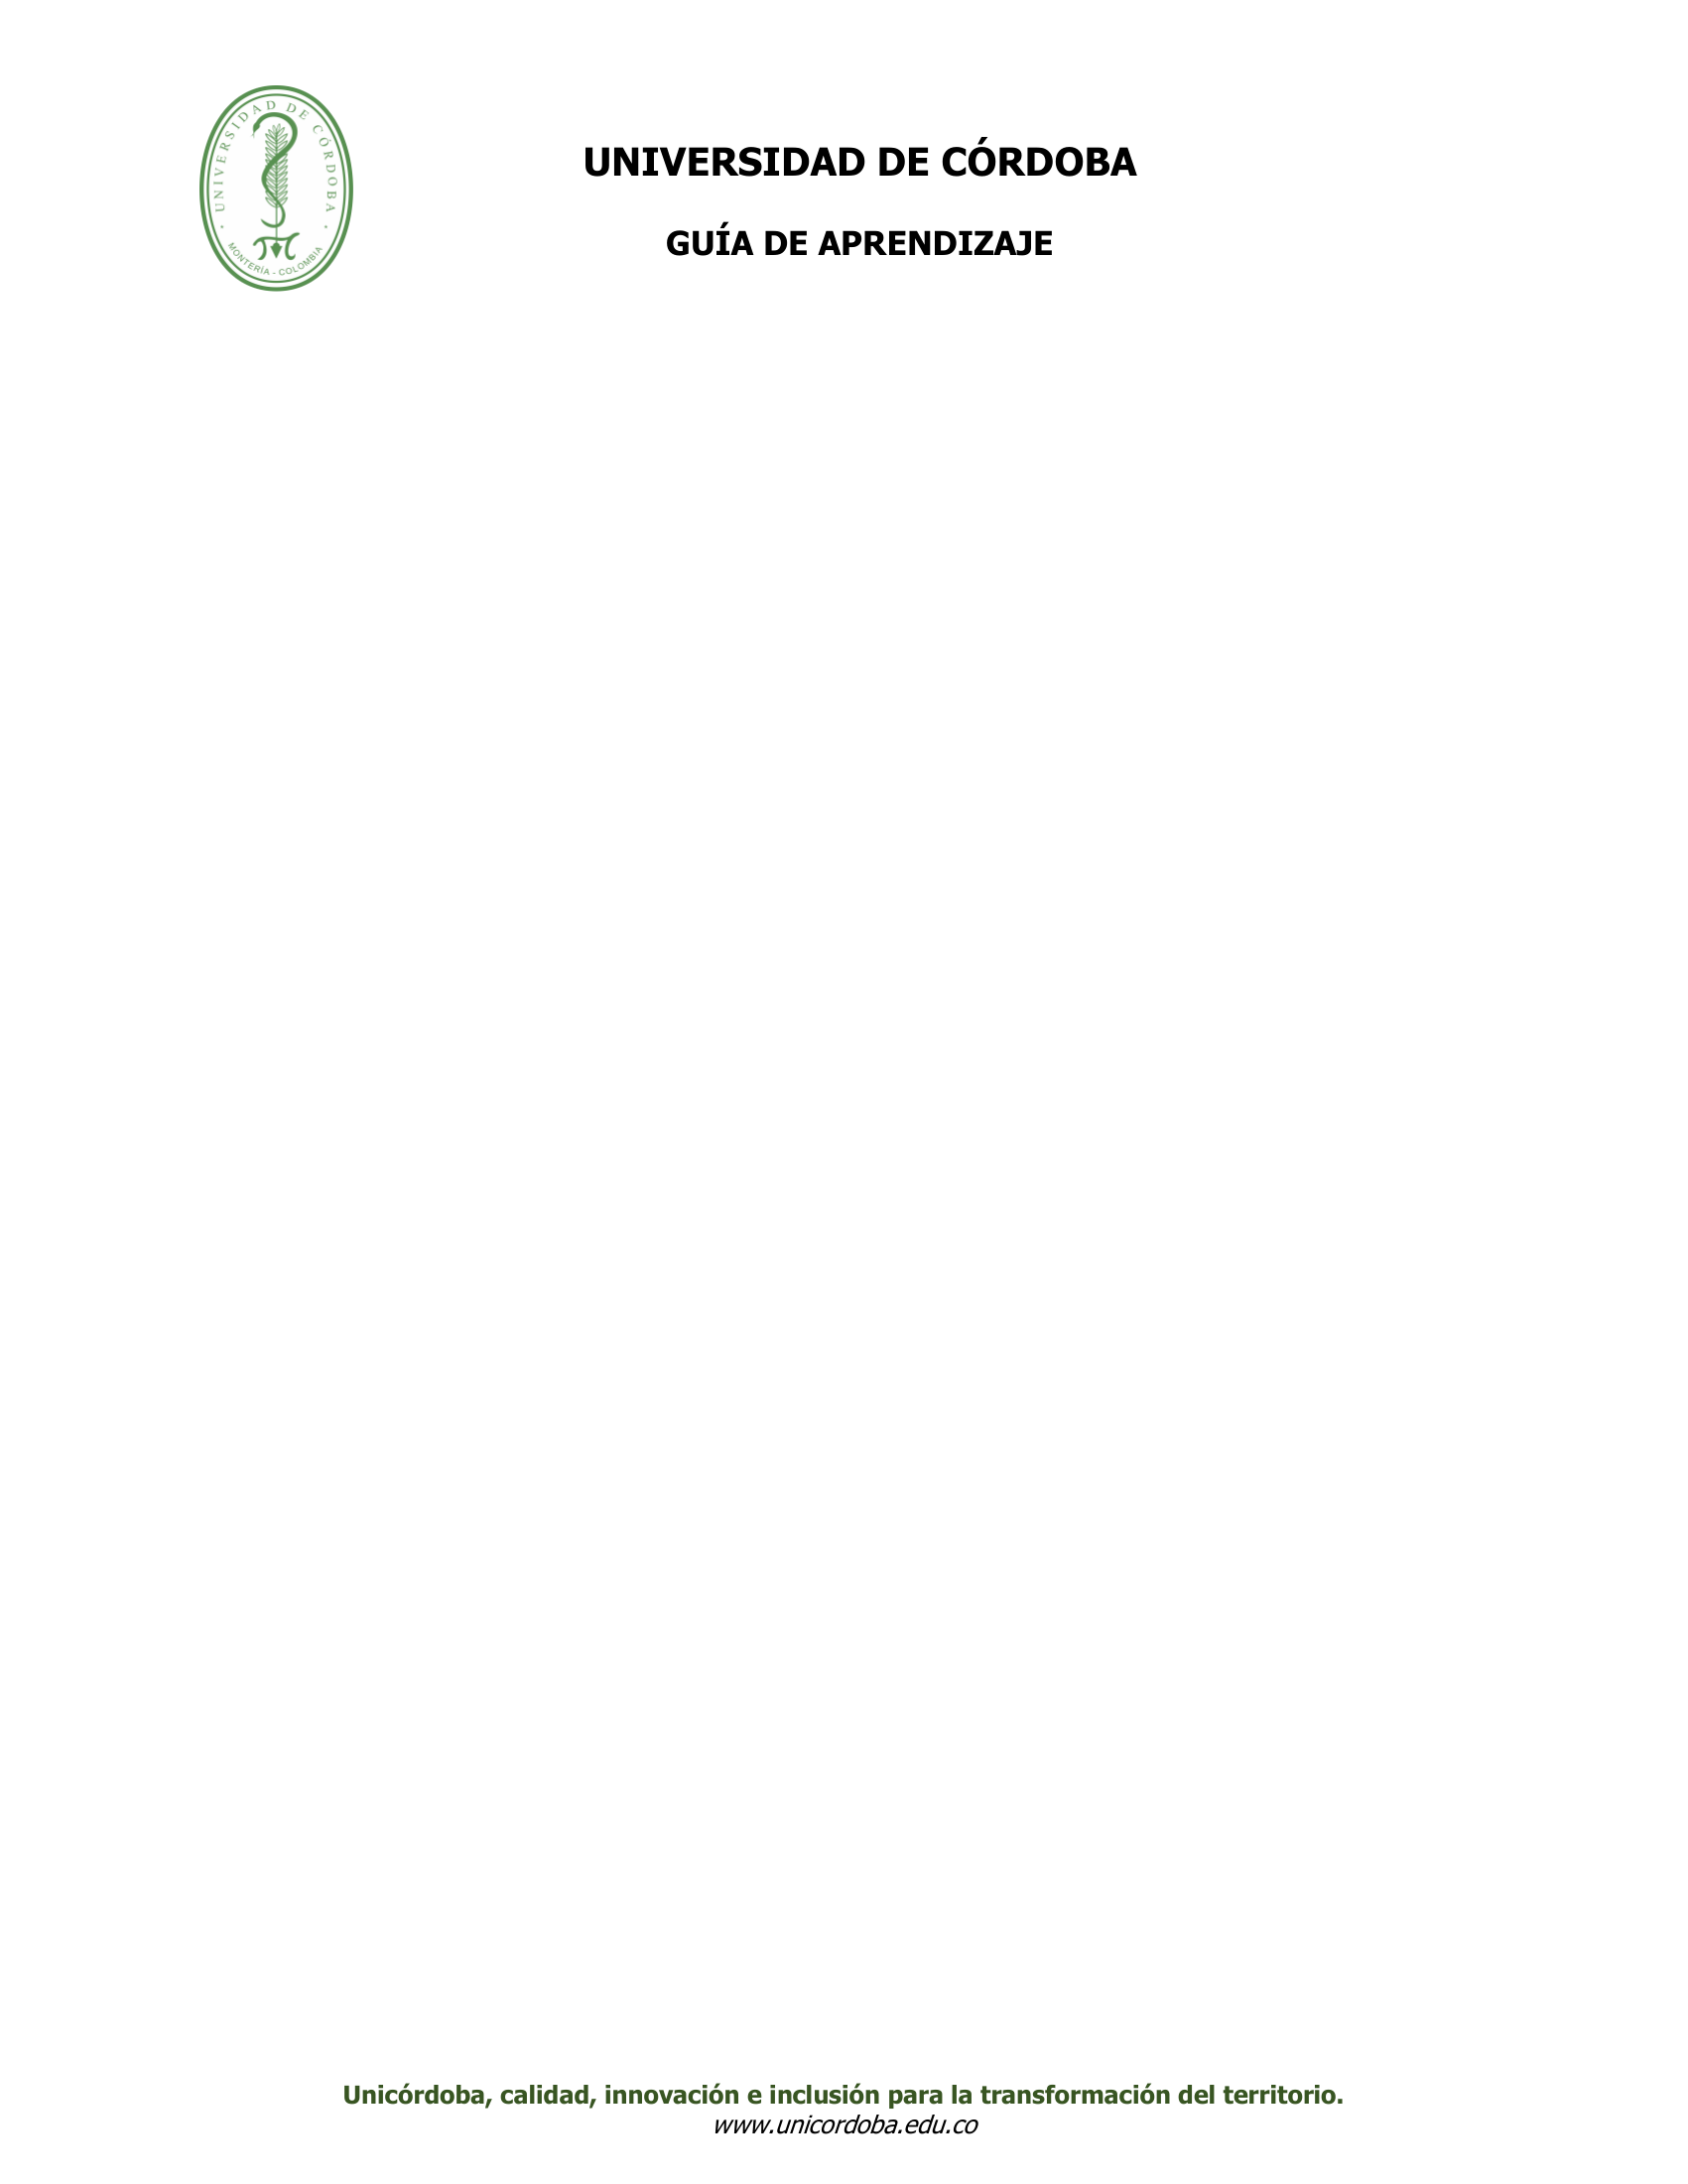 UNIVERSIDAD DE CÓRDOBA
MONTERÍA - COLOMBIA
UNIVERSIDAD DE CÓRDOBA
GUÍA DE APRENDIZAJE
Unicórdoba, calidad, innovación e inclusión para la transformación del territorio.
www.unicordoba.edu.co